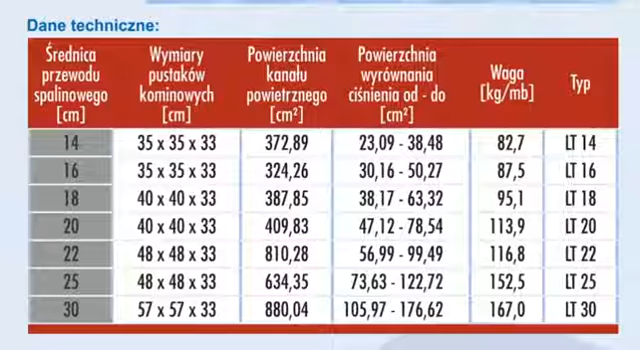 Dane techniczne:
Średnica przewodu spalinowego [cm] Wymiary pustaków kominowych [cm] Powierzchnia kanału powietrznego [cm²] Powierzchnia wyrównania ciśnienia od - do [cm²] Waga [kg/mb] Typ
14 35 x 35 x 33 372,89 23,09 - 38,48 82,7 LT 14
16 35 x 35 x 33 324,26 30,16 - 50,27 87,5 LT 16
18 40 x 40 x 33 387,85 38,17 - 63,32 95,1 LT 18
20 40 x 40 x 33 409,83 47,12 - 78,54 113,9 LT 20
22 48 x 48 x 33 810,28 56,99 - 99,49 116,8 LT 22
25 48 x 48 x 33 634,35 73,63 - 122,72 152,5 LT 25
30 57 x 57 x 33 880,04 105,97 - 176,62 167,0 LT 30